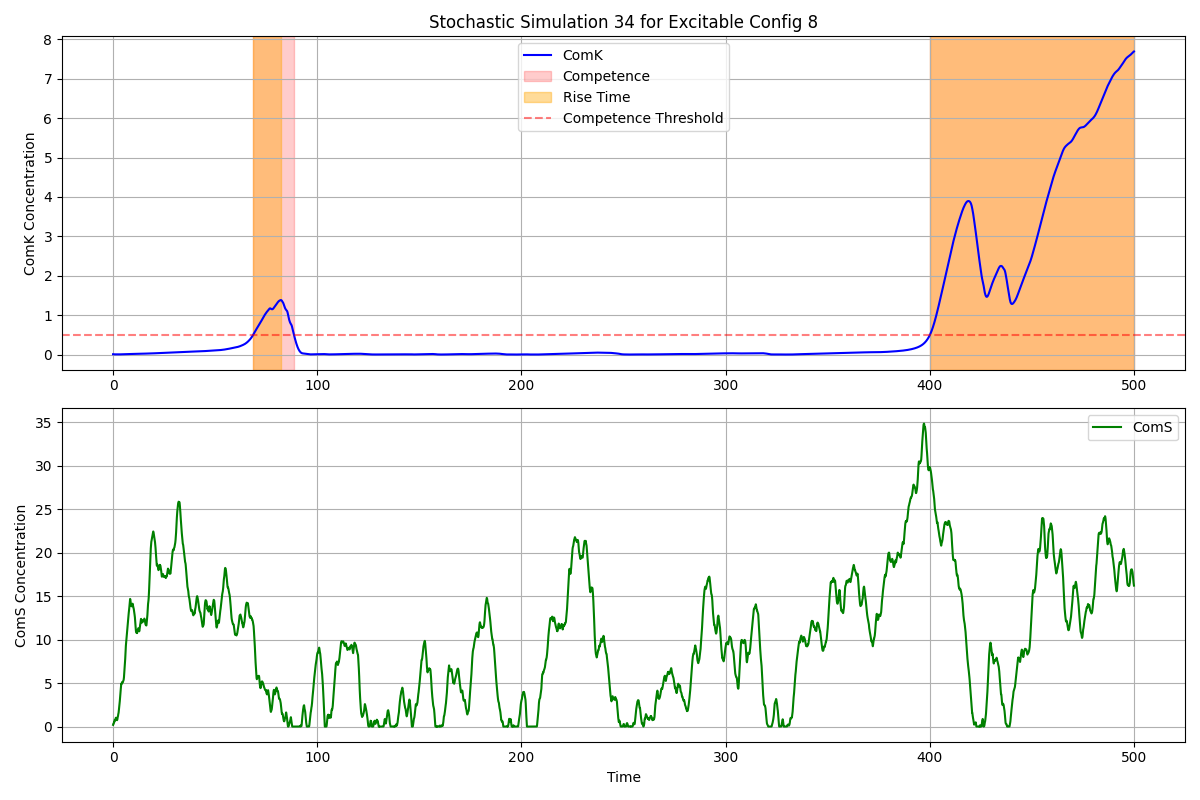 Stochastic Simulation 34 for Excitable Config 8
8
7
6
5
4
3
2
1
0
ComK Concentration
ComK
Competence
Rise Time
Competence Threshold
0 100 200 300 400 500
35
30
25
20
15
10
5
0
ComS Concentration
ComS
0 100 200 300 400 500
Time